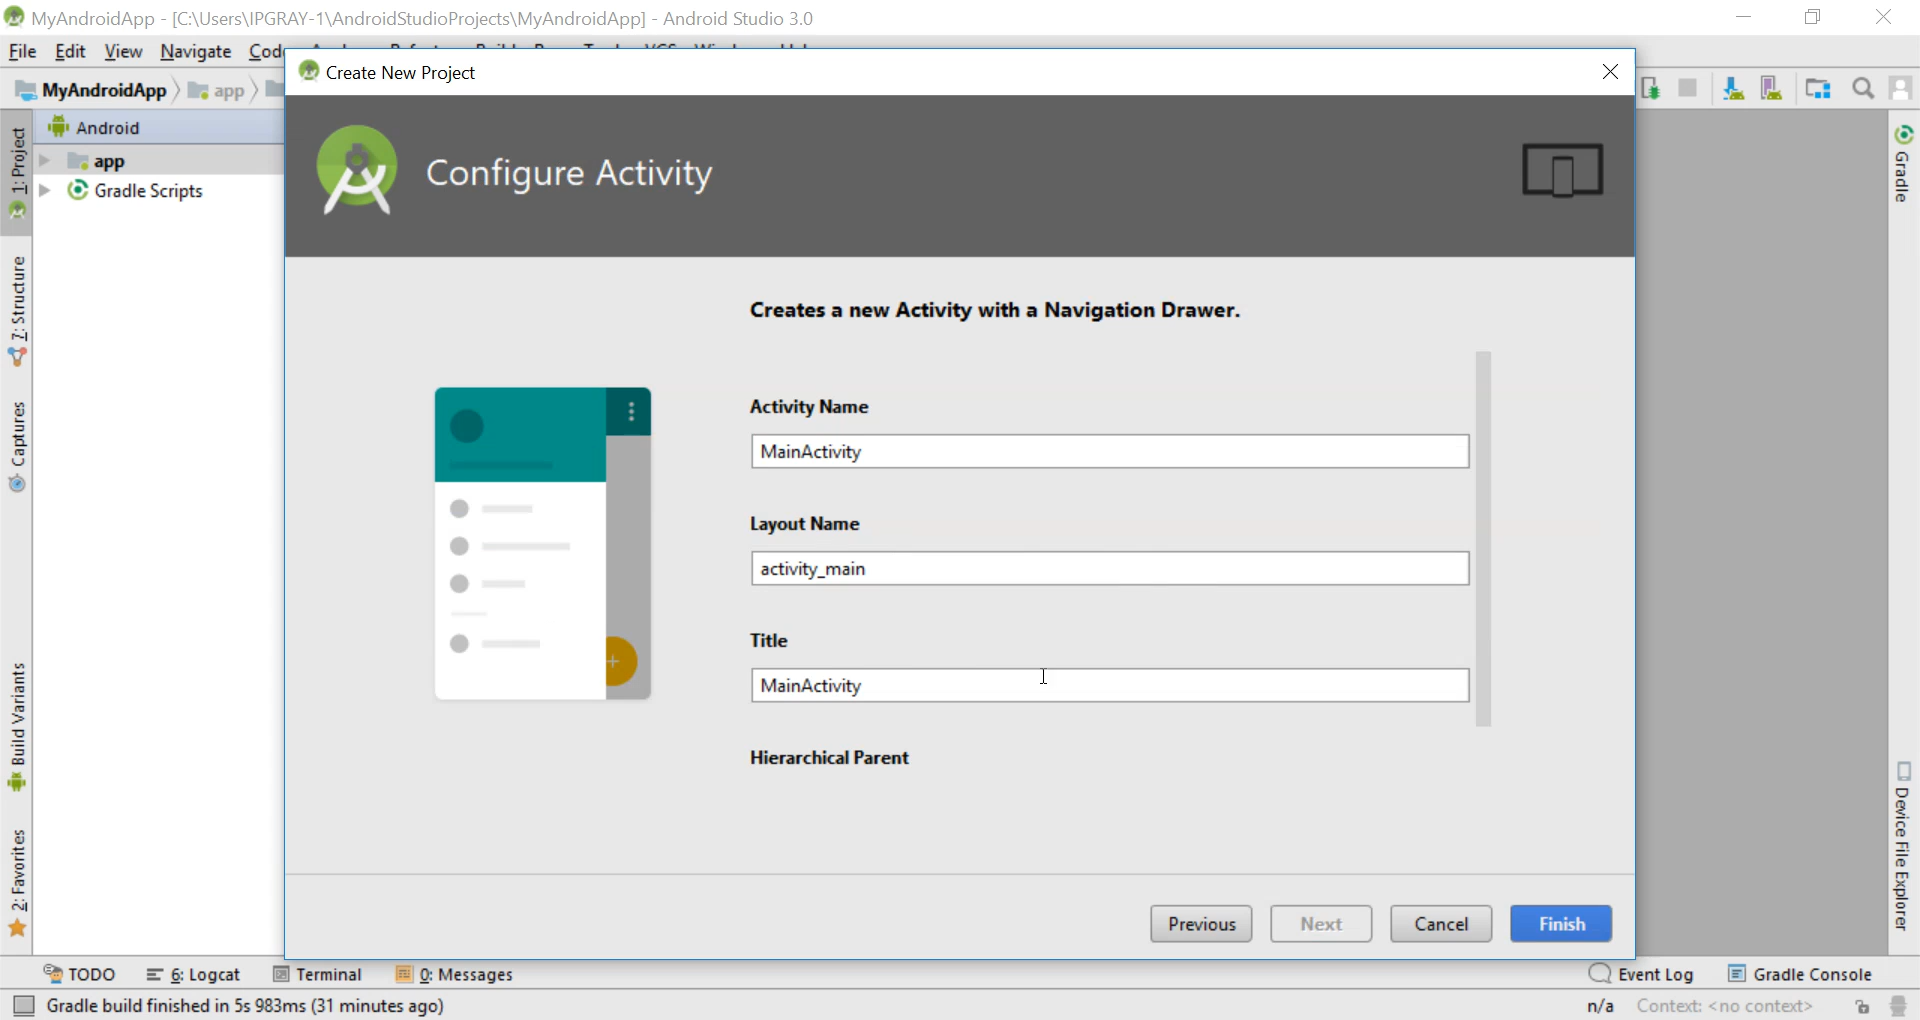 MyAndroidApp - [C:\Users\IPGRAY-1\AndroidStudioProjects\MyAndroidApp] - Android Studio 3.0
File Edit View Navigate
Create New Project
MyAndroidApp app
Android
app
Gradle Scripts
1: Project
7: Structure
Captures
Build Variants
2: Favorites
Configure Activity
Creates a new Activity with a Navigation Drawer.
Activity Name
MainActivity
Layout Name
activity_main
Title
MainActivity
Hierarchical Parent
Previous Next Cancel Finish
Gradle
Device File Explorer
TODO 6: Logcat Terminal 0: Messages Event Log Gradle Console
Gradle build finished in 5s 983ms (31 minutes ago) n/a Context: <no context>